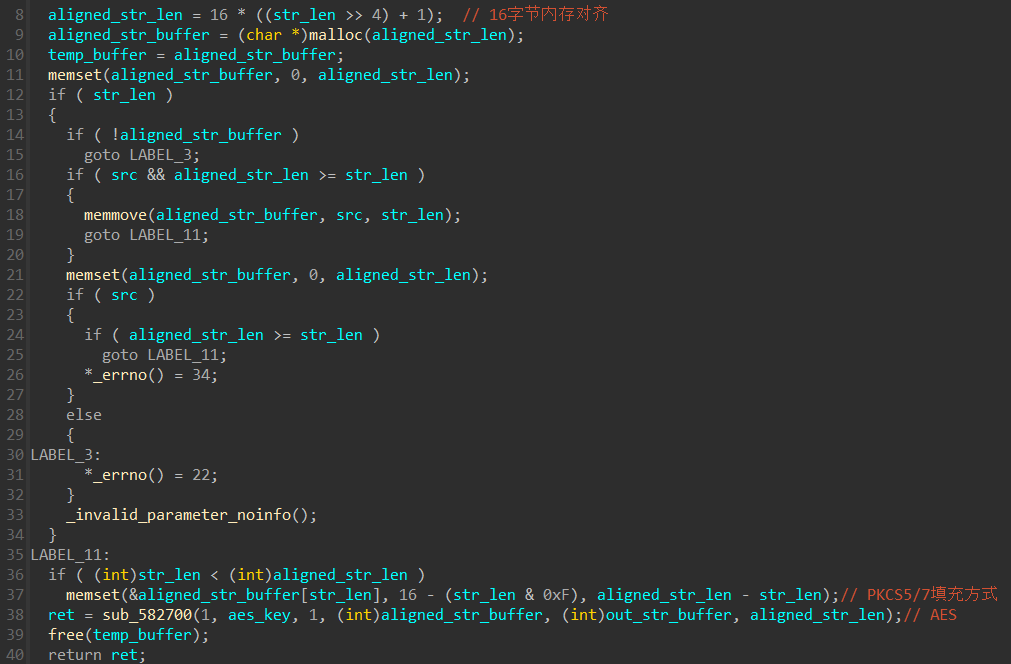 8 aligned_str_len = 16 * ((str_len >> 4) + 1);  // 16字节内存对齐
9 aligned_str_buffer = (char *)malloc(aligned_str_len);
10 temp_buffer = aligned_str_buffer;
11 memset(aligned_str_buffer, 0, aligned_str_len);
12 if ( str_len )
13 {
14   if ( !aligned_str_buffer )
15     goto LABEL_3;
16   if ( src && aligned_str_len >= str_len )
17   {
18     memmove(aligned_str_buffer, src, str_len);
19     goto LABEL_11;
20   }
21   memset(aligned_str_buffer, 0, aligned_str_len);
22   if ( src )
23   {
24     if ( aligned_str_len >= str_len )
25       goto LABEL_11;
26     *_errno() = 34;
27   }
28   else
29   {
30 LABEL_3:
31     *_errno() = 22;
32   }
33   _invalid_parameter_noinfo();
34 }
35 LABEL_11:
36 if ( (int)str_len < (int)aligned_str_len )
37   memset(&aligned_str_buffer[str_len], 16 - (str_len & 0xF), aligned_str_len - str_len);// PKCS5/7填充方式
38 ret = sub_582700(1, aes_key, 1, (int)aligned_str_buffer, (int)out_str_buffer, aligned_str_len);// AES
39 free(temp_buffer);
40 return ret;